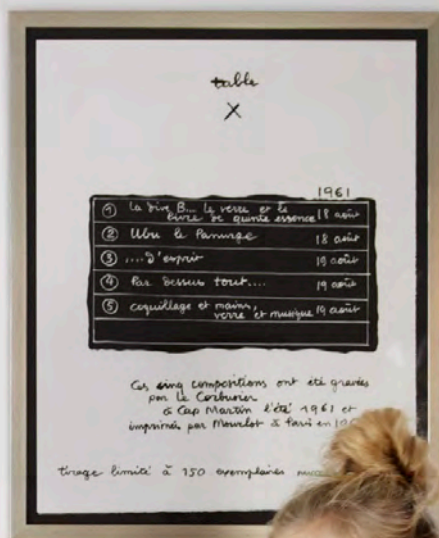 table
X
1961
① la dive B... le verre et le
livre de quinte essence 18 août
② Ubu le Panurge 18 août
③ ....d'esprit 19 août
④ Par dessus tout.... 19 août
⑤ coquillage et mains,
verre et musique 19 août
Ces cinq compositions ont été gravées
par Le Corbusier
à Cap Martin l'été 1961 et
imprimés par Mourlot à Paris en
tirage limité à 150 exemplaires